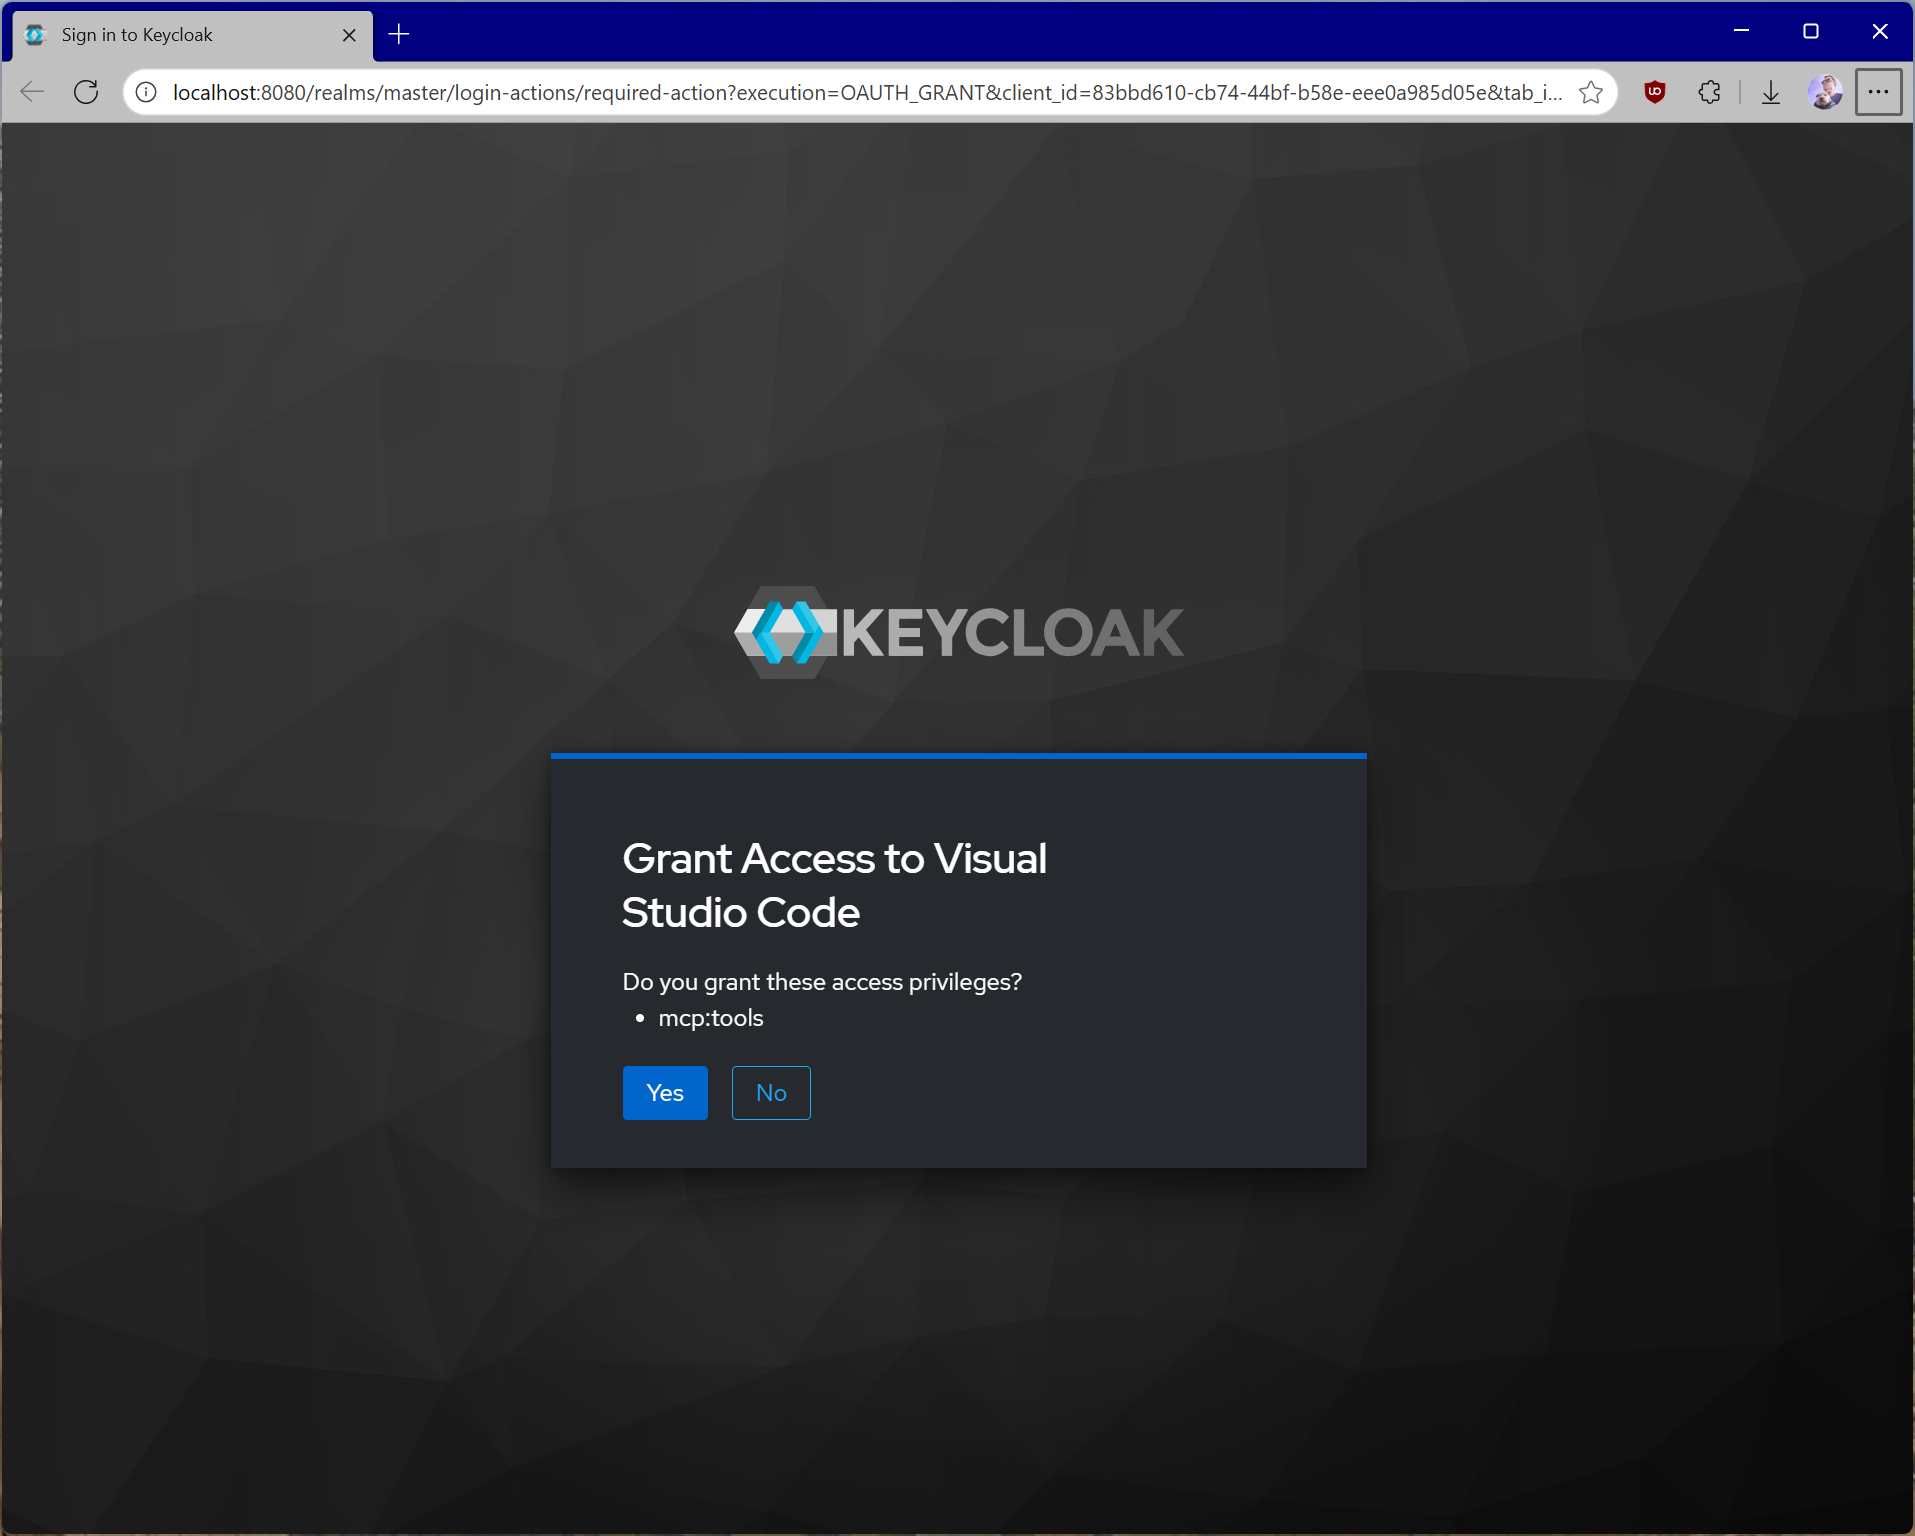 Sign in to Keycloak
localhost:8080/realms/master/login-actions/required-action?execution=OAUTH_GRANT&client_id=83bbd610-cb74-44bf-b58e-eee0a985d05e&tab_i...
KEYCLOAK
Grant Access to Visual
Studio Code
Do you grant these access privileges?
• mcp:tools
Yes No